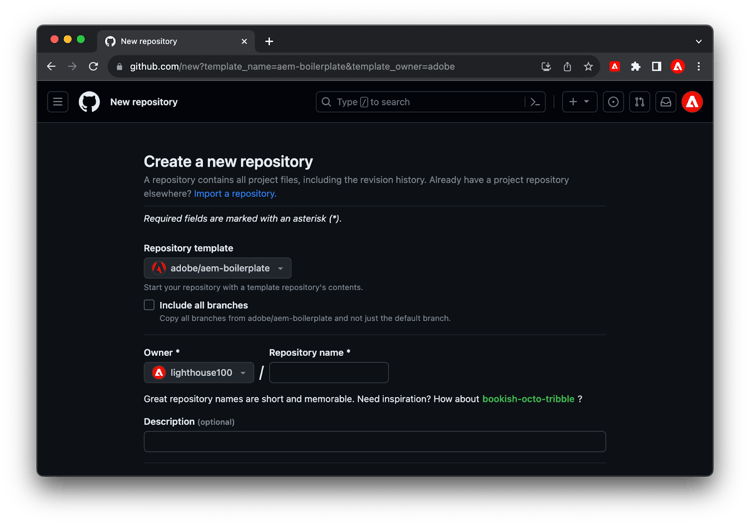 New repository
github.com/new?template_name=aem-boilerplate&template_owner=adobe
New repository
Type / to search
Create a new repository
A repository contains all project files, including the revision history. Already have a project repository
elsewhere? Import a repository.
Required fields are marked with an asterisk (*).
Repository template
adobe/aem-boilerplate
Start your repository with a template repository's contents.
Include all branches
Copy all branches from adobe/aem-boilerplate and not just the default branch.
Owner * Repository name *
lighthouse100 /
Great repository names are short and memorable. Need inspiration? How about bookish-octo-tribble ?
Description (optional)